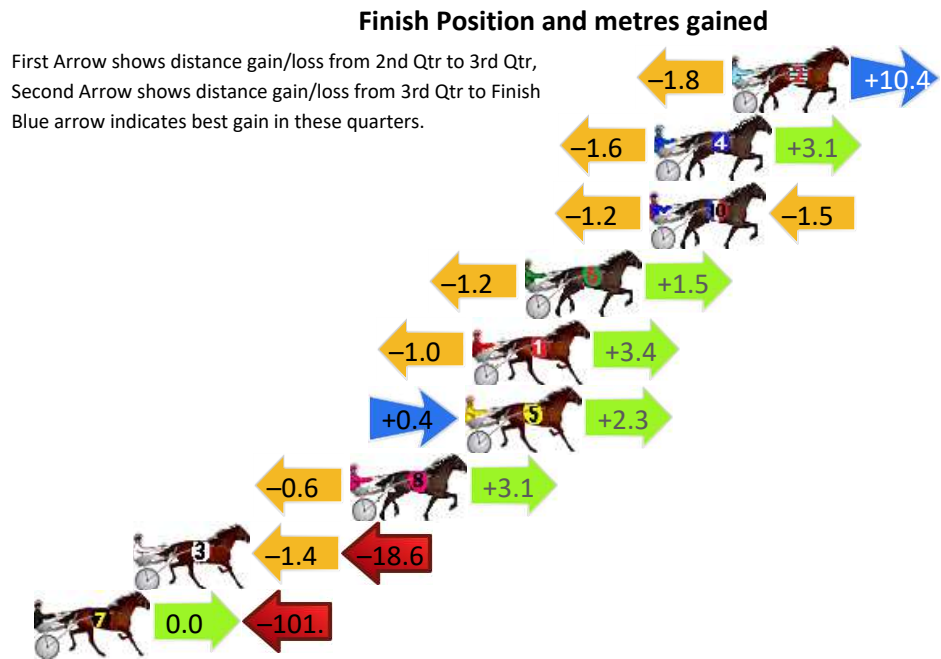 Finish Position and metres gained
First Arrow shows distance gain/loss from 2nd Qtr to 3rd Qtr,
Second Arrow shows distance gain/loss from 3rd Qtr to Finish
Blue arrow indicates best gain in these quarters.
–1.8 2 +10.4
–1.6 4 +3.1
–1.2 10 –1.5
–1.2 6 +1.5
–1.0 1 +3.4
+0.4 5 +2.3
–0.6 8 +3.1
3 –1.4 –18.6
7 0.0 –101.